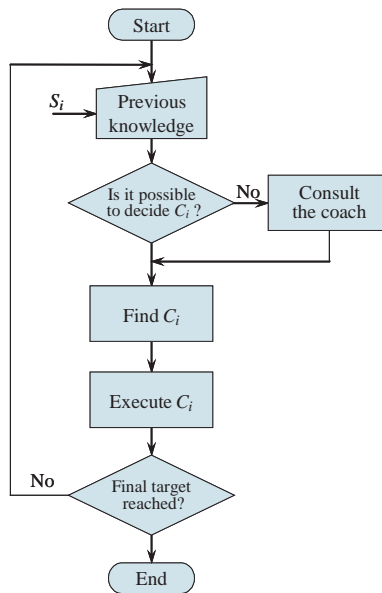 Start
S_i
Previous
knowledge
Is it possible
to decide C_i ?
No
Consult
the coach
Find C_i
Execute C_i
No
Final target
reached?
End